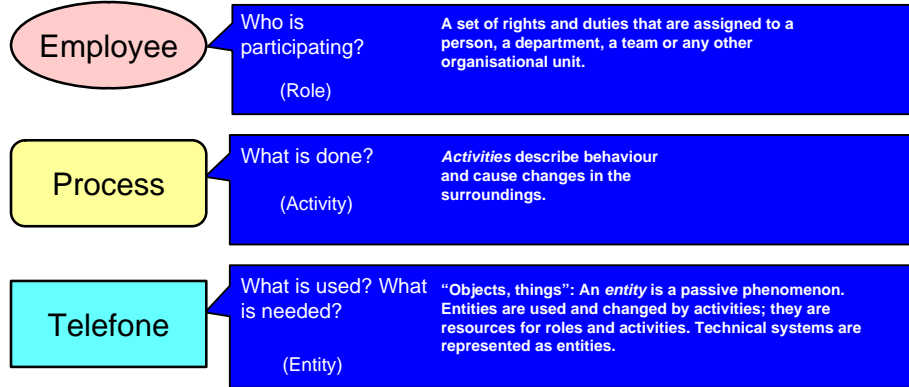 Employee
Who is
participating?
(Role)
A set of rights and duties that are assigned to a
person, a department, a team or any other
organisational unit.
Process
What is done?
(Activity)
Activities describe behaviour
and cause changes in the
surroundings.
Telefone
What is used? What
is needed?
(Entity)
“Objects, things”: An entity is a passive phenomenon.
Entities are used and changed by activities; they are
resources for roles and activities. Technical systems are
represented as entities.